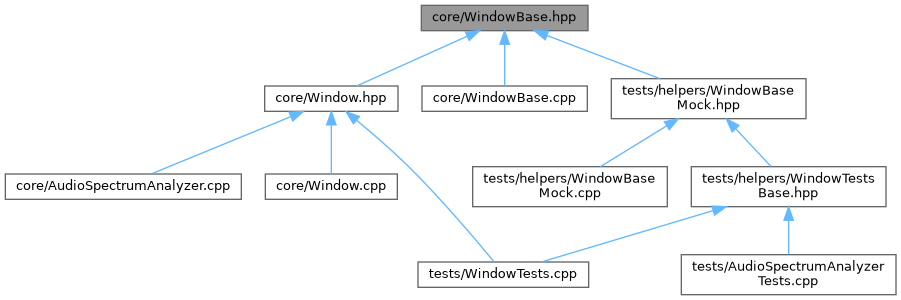 core/WindowBase.hpp
core/Window.hpp
core/WindowBase.cpp
tests/helpers/WindowBase
Mock.hpp
core/AudioSpectrumAnalyzer.cpp
core/Window.cpp
tests/helpers/WindowBase
Mock.cpp
tests/helpers/WindowTests
Base.hpp
tests/WindowTests.cpp
tests/AudioSpectrumAnalyzer
Tests.cpp